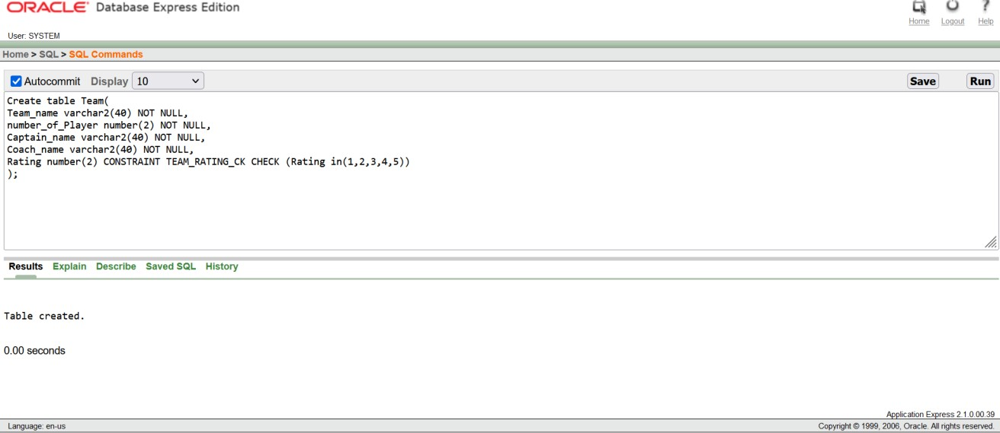 ORACLE® Database Express Edition
Home Logout Help
User: SYSTEM
Home > SQL > SQL Commands
Autocommit Display 10 Save Run
Create table Team(
Team_name varchar2(40) NOT NULL,
number_of_Player number(2) NOT NULL,
Captain_name varchar2(40) NOT NULL,
Coach_name varchar2(40) NOT NULL,
Rating number(2) CONSTRAINT TEAM_RATING_CK CHECK (Rating in(1,2,3,4,5))
);
Results Explain Describe Saved SQL History
Table created.
0.00 seconds
Application Express 2.1.0.00.39
Language: en-us Copyright © 1999, 2006, Oracle. All rights reserved.